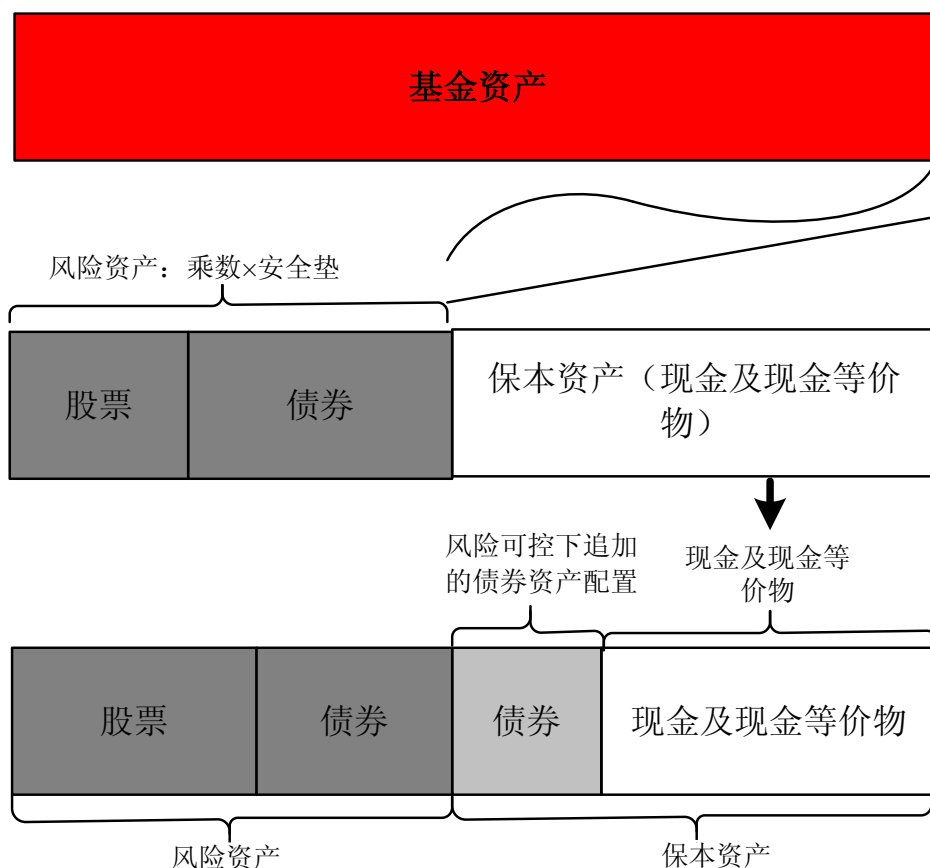 基金资产
风险资产：乘数×安全垫
股票
债券
保本资产（现金及现金等价
物）
风险可控下追加
的债券资产配置
现金及现金等
价物
股票
债券
债券
现金及现金等价物
风险资产
保本资产